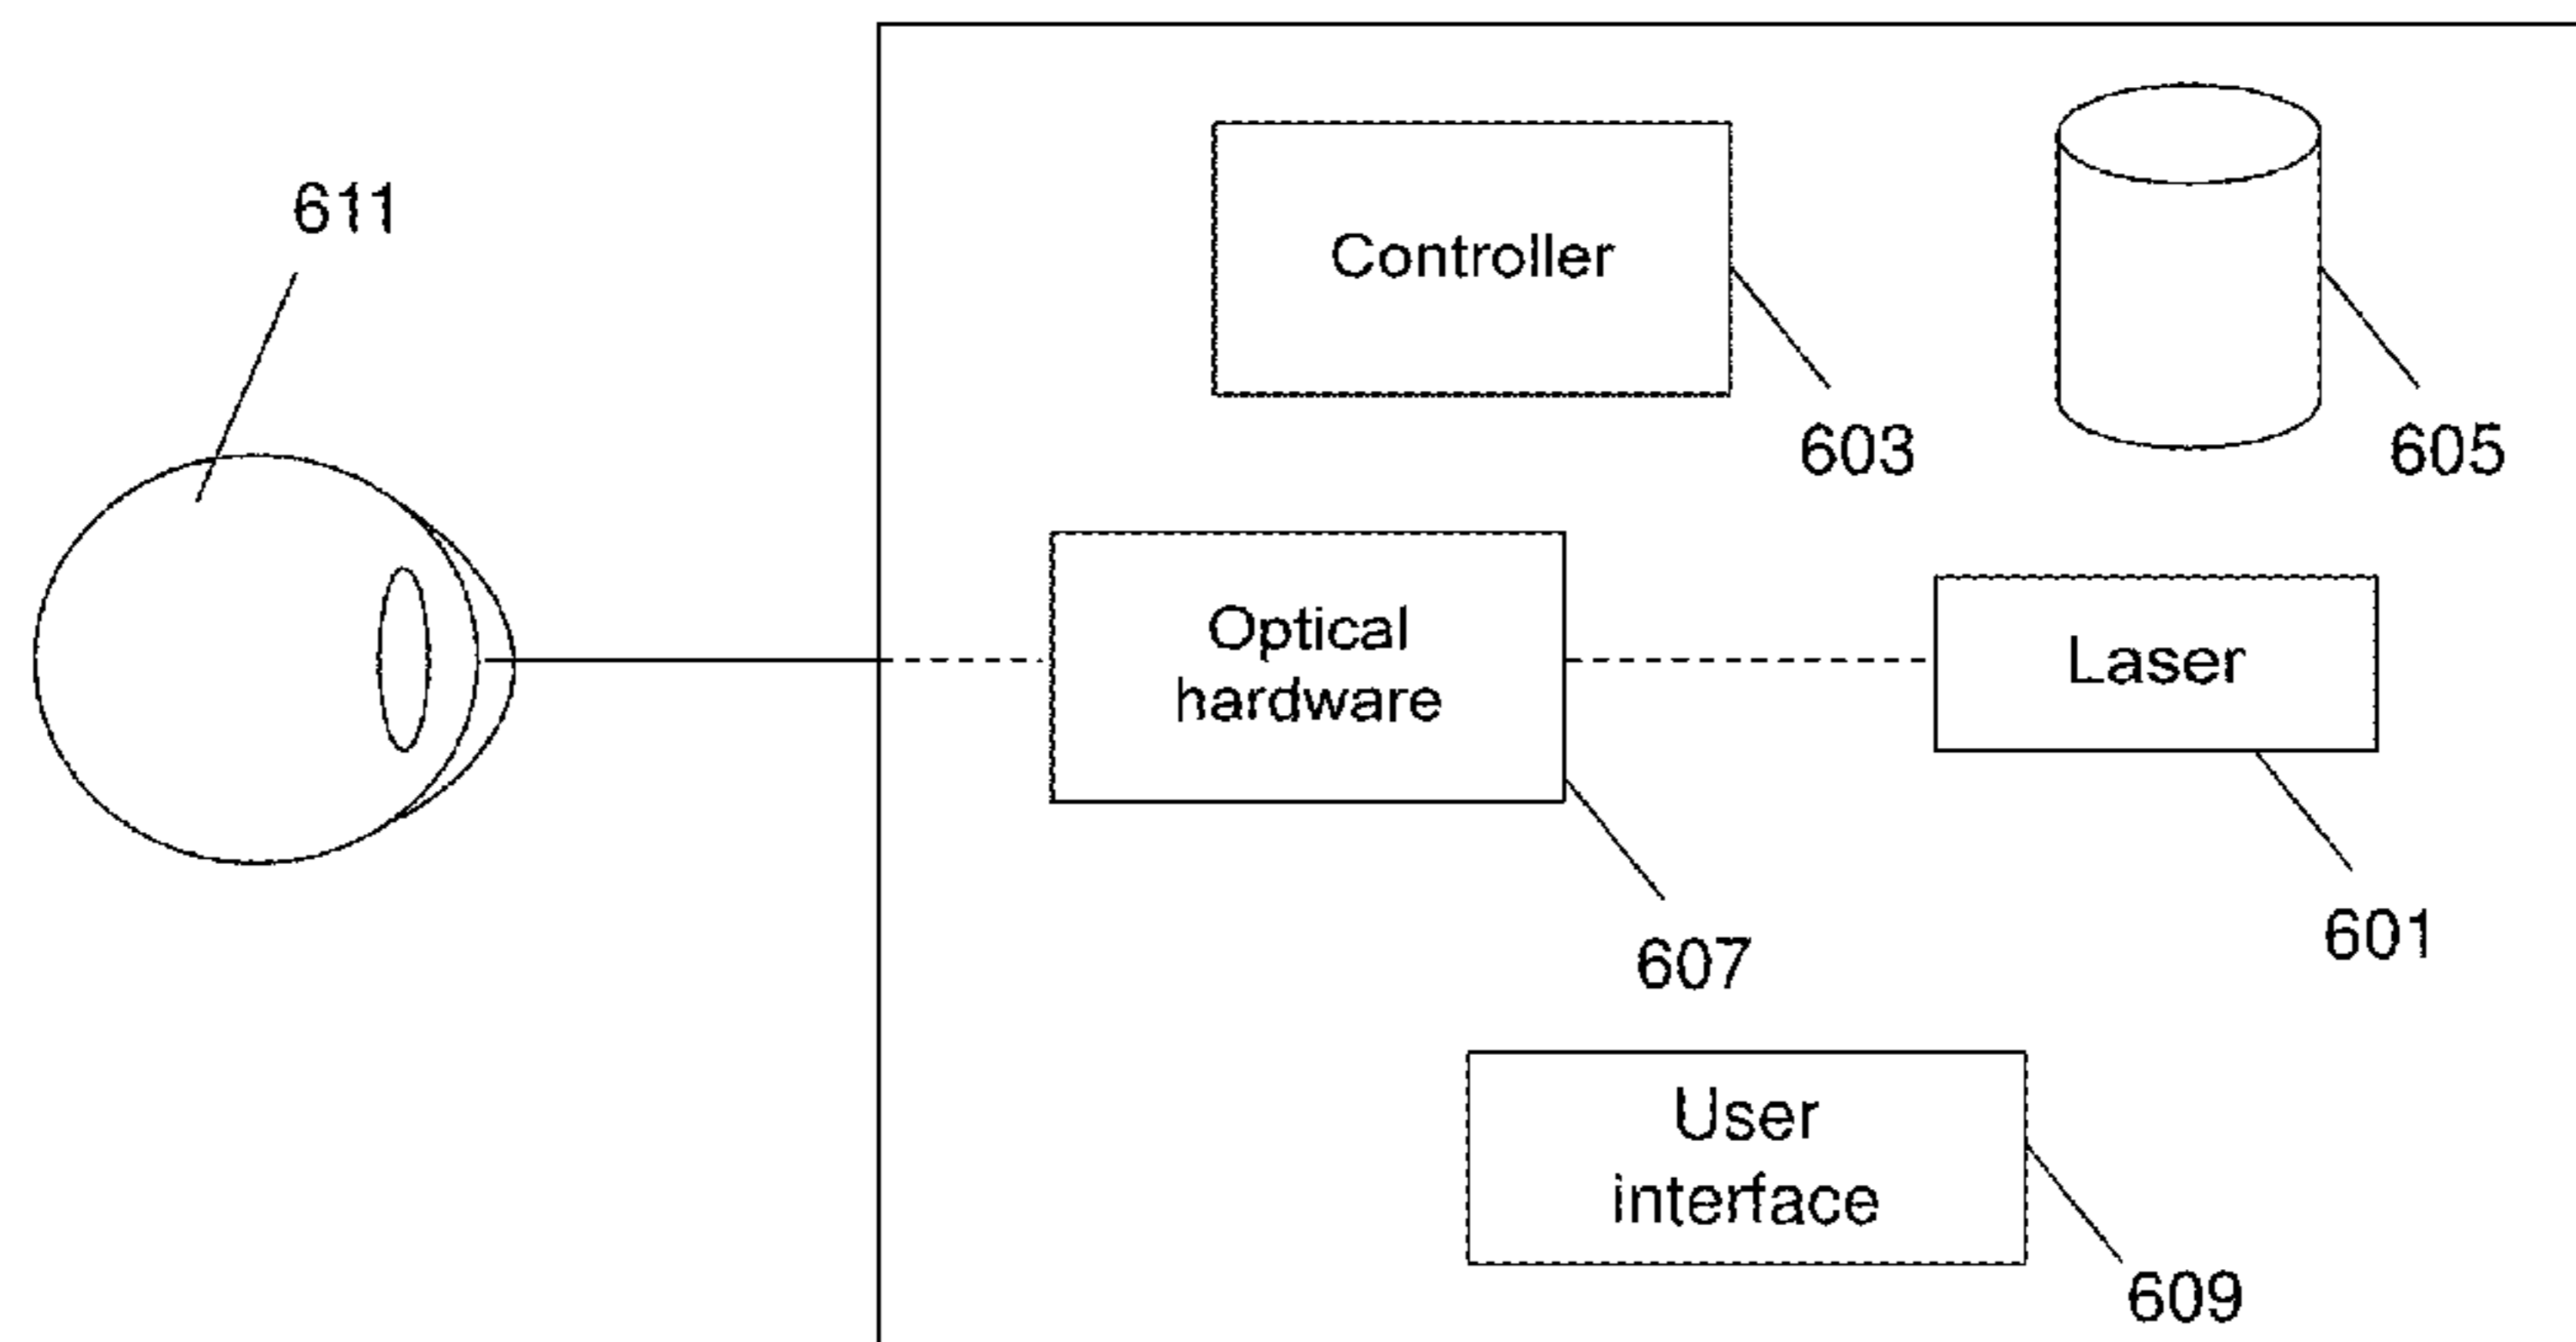 611
Controller
603
605
Optical
hardware
Laser
607
601
User
interface
609